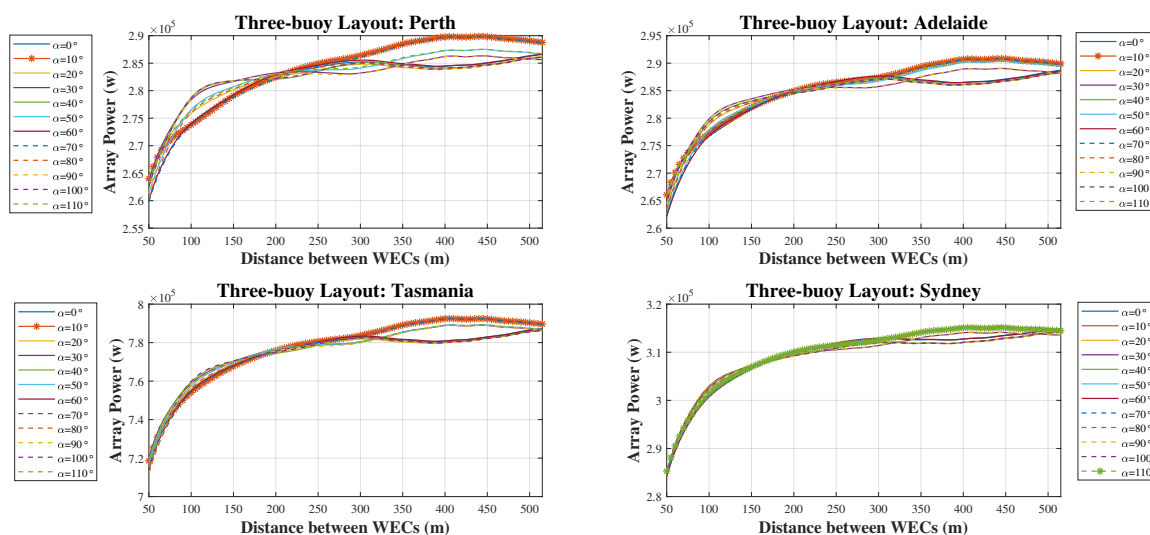 Three-buoy Layout: Perth
×10⁵
2.9
2.85
2.8
2.75
2.7
2.65
2.6
2.55
Array Power (w)
50 100 150 200 250 300 350 400 450 500
Distance between WECs (m)
α=0°
α=10°
α=20°
α=30°
α=40°
α=50°
α=60°
α=70°
α=80°
α=90°
α=100°
α=110°
Three-buoy Layout: Adelaide
×10⁵
2.95
2.9
2.85
2.8
2.75
2.7
2.65
2.6
Array Power (w)
50 100 150 200 250 300 350 400 450 500
Distance between WECs (m)
α=0°
α=10°
α=20°
α=30°
α=40°
α=50°
α=60°
α=70°
α=80°
α=90°
α=100
α=110
Three-buoy Layout: Tasmania
×10⁵
8
7.8
7.6
7.4
7.2
7
Array Power (w)
50 100 150 200 250 300 350 400 450 500
Distance between WECs (m)
α=0°
α=10°
α=20°
α=30°
α=40°
α=50°
α=60°
α=70°
α=80°
α=90°
α=100°
α=110°
Three-buoy Layout: Sydney
×10⁵
3.2
3.1
3
2.9
2.8
Array Power (w)
50 100 150 200 250 300 350 400 450 500
Distance between WECs (m)
α=0°
α=10°
α=20°
α=30°
α=40°
α=50°
α=60°
α=70°
α=80°
α=90°
α=100
α=110